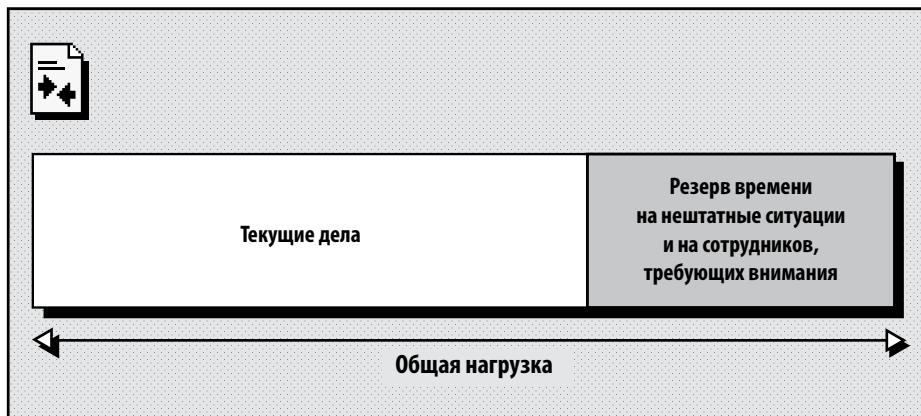 Текущие дела
Резерв времени
на нештатные ситуации
и на сотрудников,
требующих внимания
Общая нагрузка